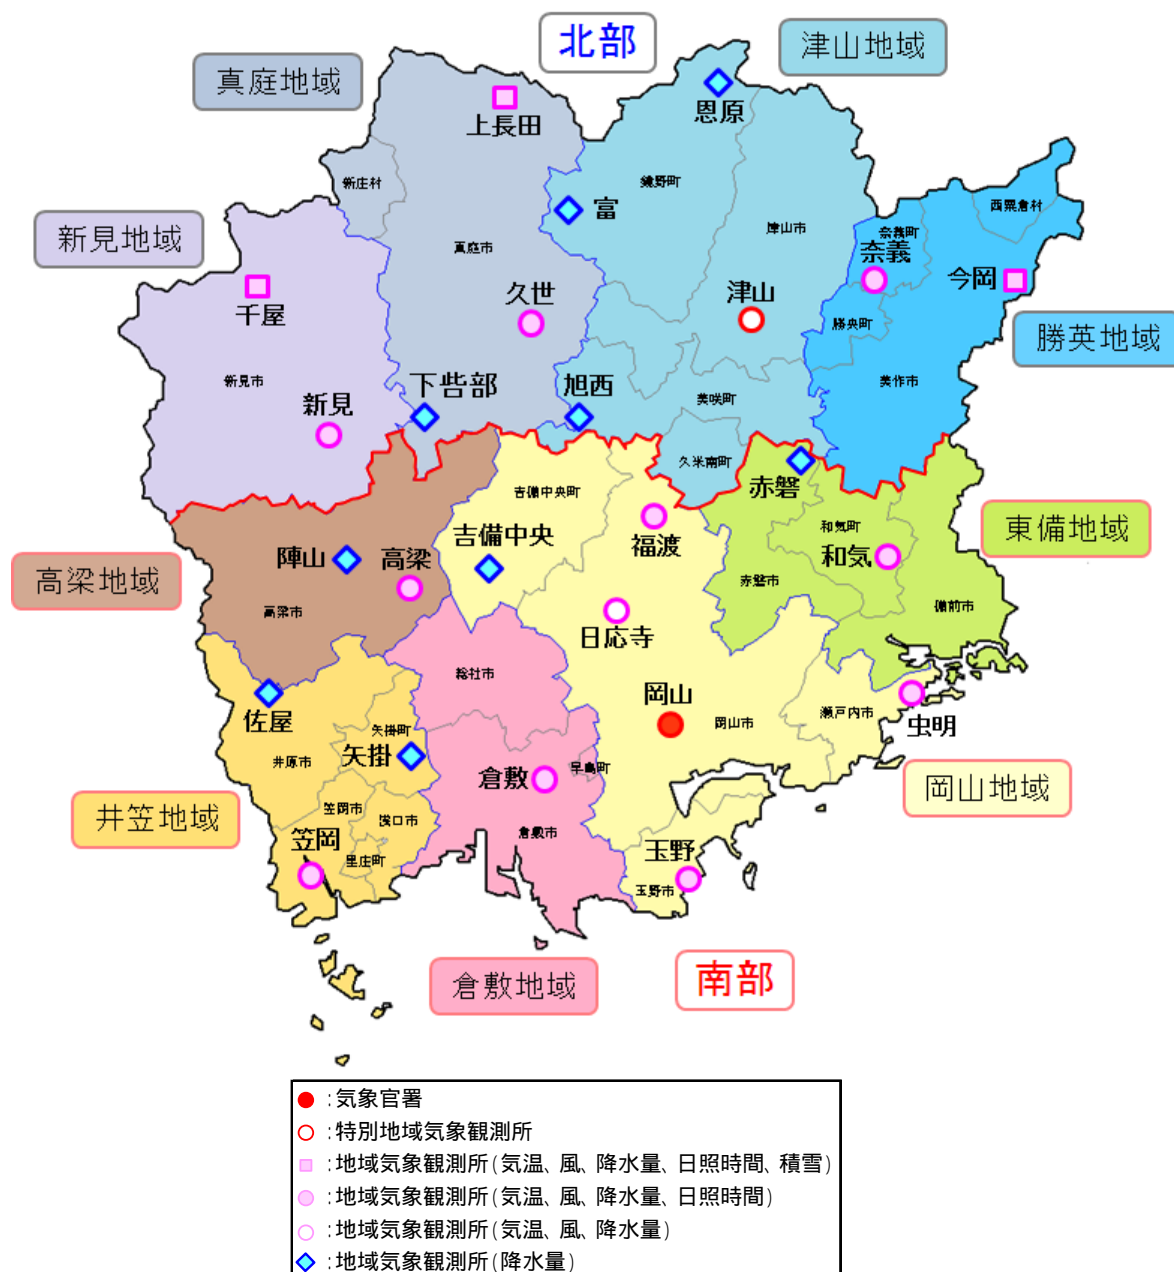 北部
津山地域
真庭地域
恩原
上長田
新庄村
鏡野町
西粟倉村
富
津山市
奈義町
新見地域
真庭市
奈義
今岡
千屋
久世
津山
勝央町
勝英地域
新見市
美作市
下呰部
旭西
美咲町
新見
久米南町
赤磐
吉備中央町
東備地域
和気町
吉備中央
福渡
陣山
高梁
和気
高梁地域
赤磐市
高梁市
備前市
日応寺
総社市
岡山
瀬戸内市
佐屋
岡山市
虫明
矢掛町
矢掛
井原市
早島町
倉敷
岡山地域
井笠地域
笠岡市
浅口市
倉敷市
笠岡
里庄町
玉野
玉野市
倉敷地域
南部
:気象官署
:特別地域気象観測所
:地域気象観測所(気温、風、降水量、日照時間、積雪)
:地域気象観測所(気温、風、降水量、日照時間)
:地域気象観測所(気温、風、降水量)
:地域気象観測所(降水量)